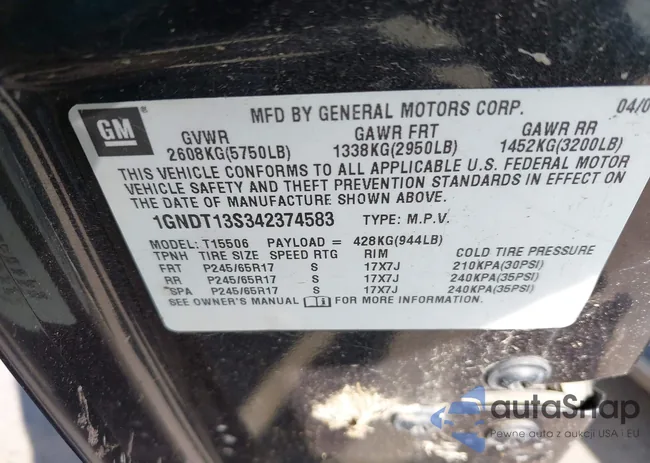 GM
MFD BY GENERAL MOTORS CORP. 04/0
GVWR GAWR FRT GAWR RR
2608KG(5750LB) 1338KG(2950LB) 1452KG(3200LB)
THIS VEHICLE CONFORMS TO ALL APPLICABLE U.S. FEDERAL MOTOR
VEHICLE SAFETY AND THEFT PREVENTION STANDARDS IN EFFECT ON
THE DATE OF MANUFACTURE SHOWN ABOVE.
1GNDT13S342374583 TYPE: M.P.V.
MODEL: T15506 PAYLOAD = 428KG(944LB)
TPNH TIRE SIZE SPEED RTG RIM COLD TIRE PRESSURE
FRT P245/65R17 S 17X7J 210KPA(30PSI)
RR P245/65R17 S 17X7J 240KPA(35PSI)
SPA P245/65R17 S 17X7J 240KPA(35PSI)
SEE OWNER'S MANUAL FOR MORE INFORMATION.
autoSnap
Pewne auta z aukcji USA i EU